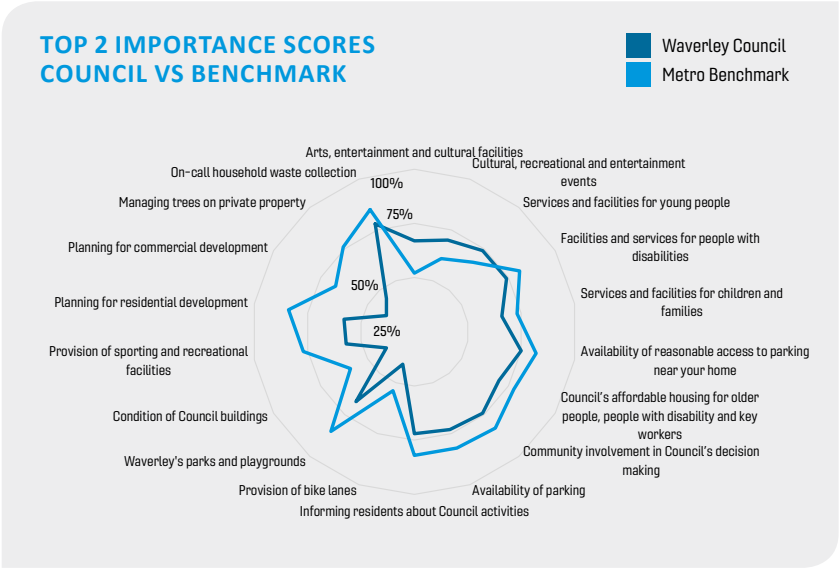 TOP 2 IMPORTANCE SCORES
COUNCIL VS BENCHMARK
Waverley Council
Metro Benchmark
Arts, entertainment and cultural facilities
Cultural, recreational and entertainment
events
Services and facilities for young people
Facilities and services for people with
disabilities
Services and facilities for children and
families
Availability of reasonable access to parking
near your home
Council's affordable housing for older
people, people with disability and key
workers
Community involvement in Council's decision
making
Availability of parking
Informing residents about Council activities
Provision of bike lanes
Waverley's parks and playgrounds
Condition of Council buildings
Provision of sporting and recreational
facilities
Planning for residential development
Planning for commercial development
Managing trees on private property
On-call household waste collection
100%
75%
50%
25%